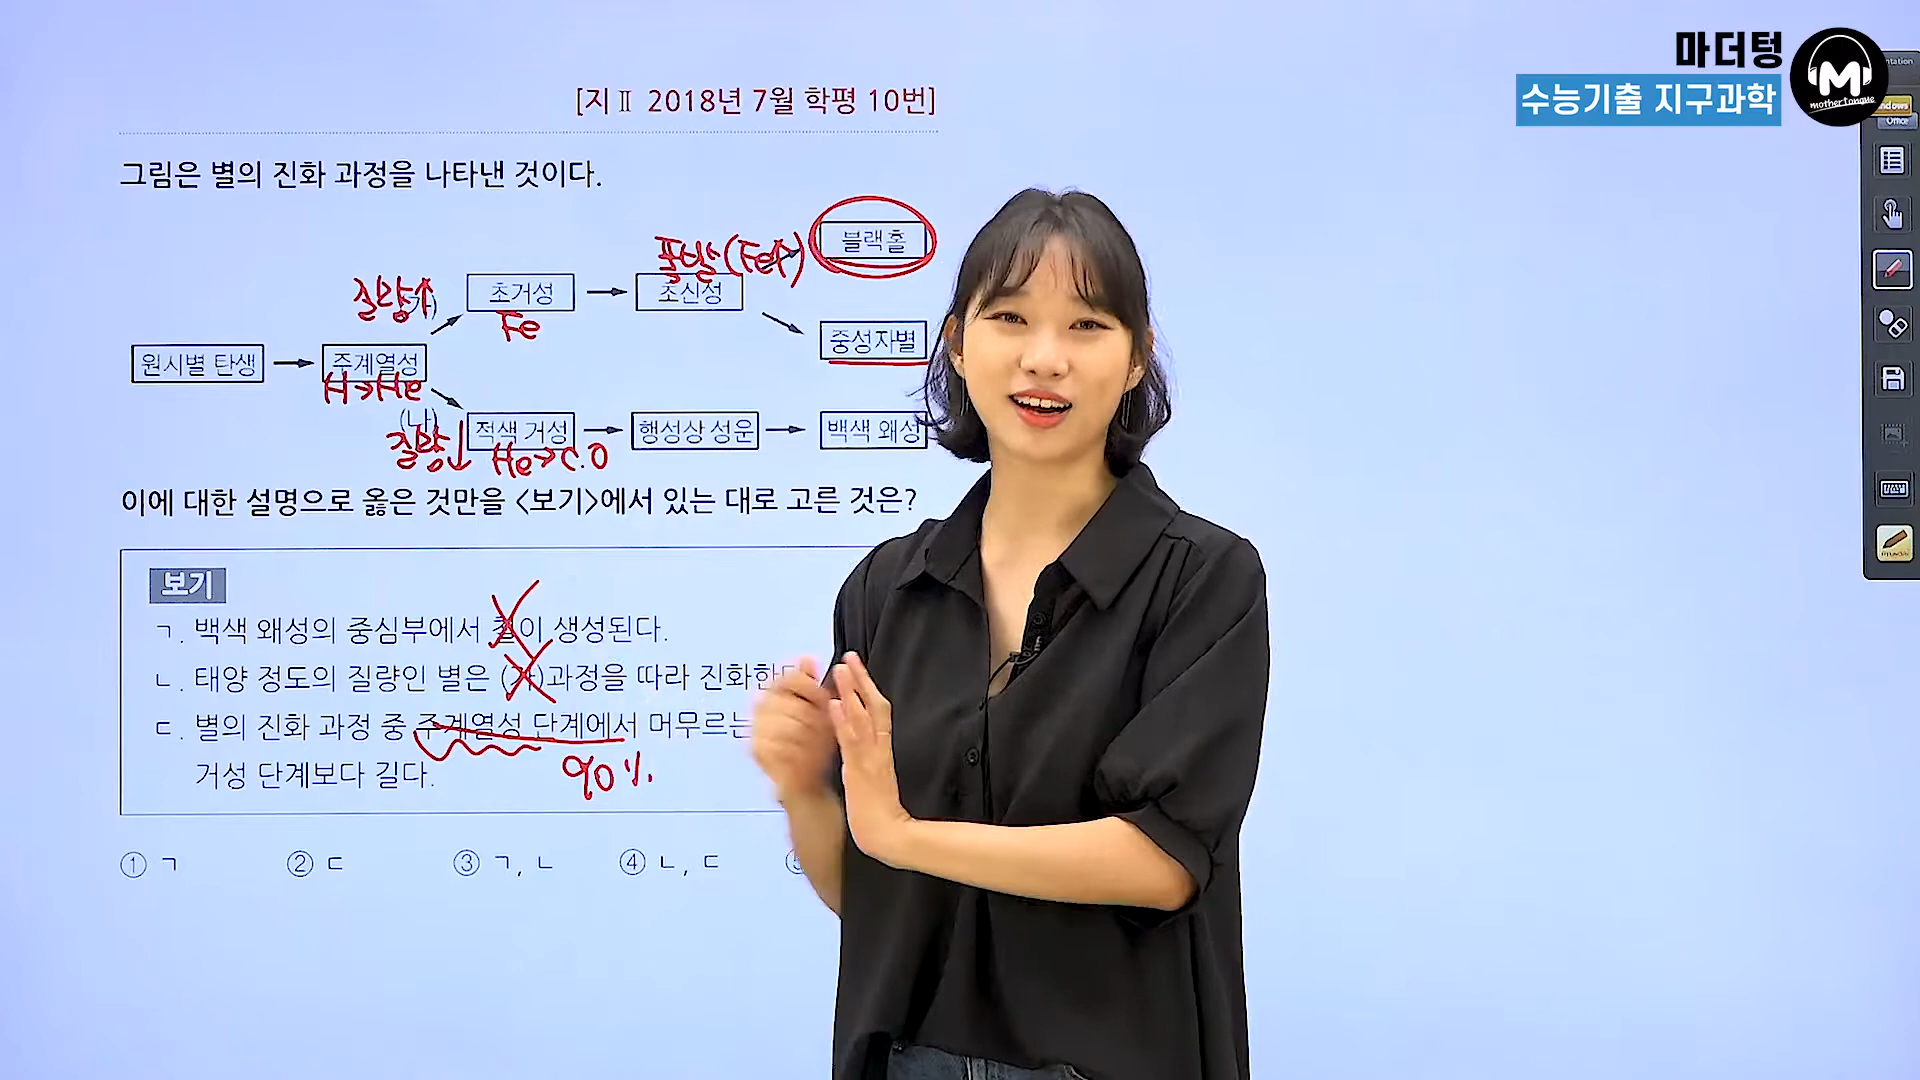 마더텅
수능기출 지구과학
M
mothertongue
[지Ⅱ 2018년 7월 학평 10번]
그림은 별의 진화 과정을 나타낸 것이다.
폭발(Fe↑)
블랙홀
질량↑
초거성
초신성
Fe
중성자별
원시별 탄생
주계열성
H→He
(나)
질량↓
적색 거성
행성상 성운
백색 왜성
He→C.O
이에 대한 설명으로 옳은 것만을 <보기>에서 있는 대로 고른 것은?
보기
ㄱ. 백색 왜성의 중심부에서 철이 생성된다.
ㄴ. 태양 정도의 질량인 별은 (가)과정을 따라 진화한
ㄷ. 별의 진화 과정 중 주계열성 단계에서 머무르는
거성 단계보다 길다.
90%
① ㄱ ② ㄷ ③ ㄱ, ㄴ ④ ㄴ, ㄷ ⑤
Office